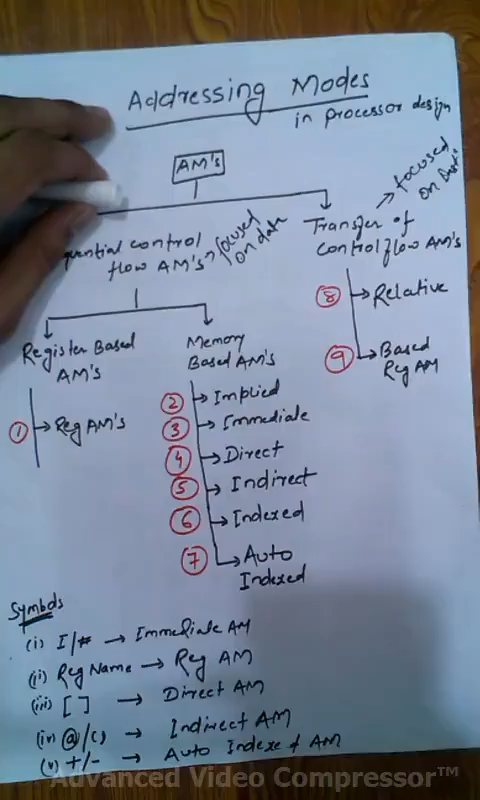 Addressing Modes
in processor design
AM's
quential control
flow AM's → focused
on data
Transfer of → focused
control flow AM's
on
Register Based
AM's
① → Reg AM's
Memory
Based AM's
② → Implied
③ → Immediate
④ → Direct
⑤ → Indirect
⑥ → Indexed
⑦ → Auto
Indexed
⑧ → Relative
⑨ → Based
Reg AM
Symbols
(i) I/# → Immediate AM
(ii) Reg Name → Reg AM
(iii) [ ] → Direct AM
(iv) @/( ) → Indirect AM
(v) +/- → Auto Indexed AM
Advanced Video Compressor™